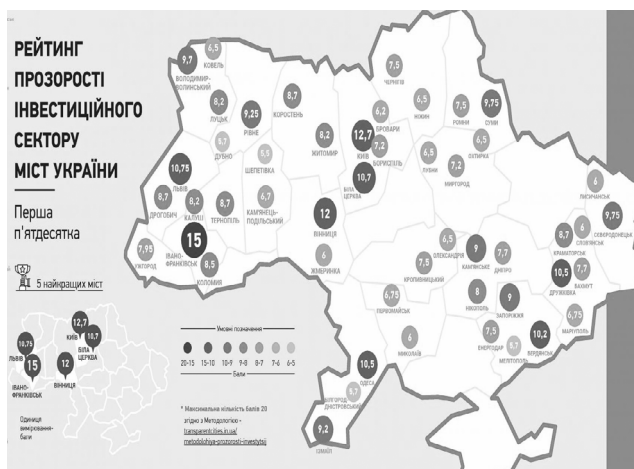 РЕЙТИНГ
ПРОЗОРОСТІ
ІНВЕСТИЦІЙНОГО
СЕКТОРУ
МІСТ УКРАЇНИ
Перша
п'ятдесятка
5 найкращих міст
12,7
КИЇВ
10,7
БІЛА
ЦЕРКВА
10,75
ЛЬВІВ
15
ІВАНО-
ФРАНКІВСЬК
12
ВІННИЦЯ
Одиниця
вимірювання-
бали
9,7
ВОЛОДИМИР-
ВОЛИНСЬКИЙ
6,5
КОВЕЛЬ
8,2
ЛУЦЬК
9,25
РІВНЕ
8,7
КОРОСТЕНЬ
5,7
ДУБНО
5,5
ШЕПЕТІВКА
8,2
ЖИТОМИР
12,7
КИЇВ
6,2
БРОВАРИ
7,2
БОРИСПІЛЬ
10,7
БІЛА
ЦЕРКВА
7,5
ЧЕРНІГІВ
6,5
НІЖИН
7,5
РОМНИ
9,75
СУМИ
6,5
ОХТИРКА
6,5
ЛУБНИ
7,2
МИРГОРОД
10,75
ЛЬВІВ
8,7
ДРОГОБИЧ
8,2
КАЛУШ
8,7
ТЕРНОПІЛЬ
6,7
КАМ'ЯНЕЦЬ-
ПОДІЛЬСЬКИЙ
15
ІВАНО-
ФРАНКІВСЬК
7,95
УЖГОРОД
8,5
КОЛОМИЯ
12
ВІННИЦЯ
6
ЖМЕРИНКА
6
ЛИСИЧАНСЬК
9,75
СЄВЄРОДОНЕЦЬК
8,7
КРАМАТОРСЬК
6
СЛОВ'ЯНСЬК
10,5
ДРУЖКІВКА
7,7
БАХМУТ
6,5
ОЛЕКСАНДРІЯ
9
КАМ'ЯНСЬКЕ
7,7
ДНІПРО
7,5
КРОПИВНИЦЬКИЙ
8
НІКОПОЛЬ
9
ЗАПОРІЖЖЯ
6,75
МАРІУПОЛЬ
6,75
ПЕРВОМАЙСЬК
7,5
ЕНЕРГОДАР
5,7
МЕЛІТОПОЛЬ
10,2
БЕРДЯНСЬК
6
МИКОЛАЇВ
10,5
ОДЕСА
5,7
БІЛГОРОД-
ДНІСТРОВСЬКИЙ
9,2
ІЗМАЇЛ
Умовні позначення
20-15 15-10 10-9 9-8 8-7 7-6 6-5
Бали
* Максимальна кількість балів 20
згідно з Методологією -
transparentcities.in.ua/
metodolohiya-prozorosti-investytsij